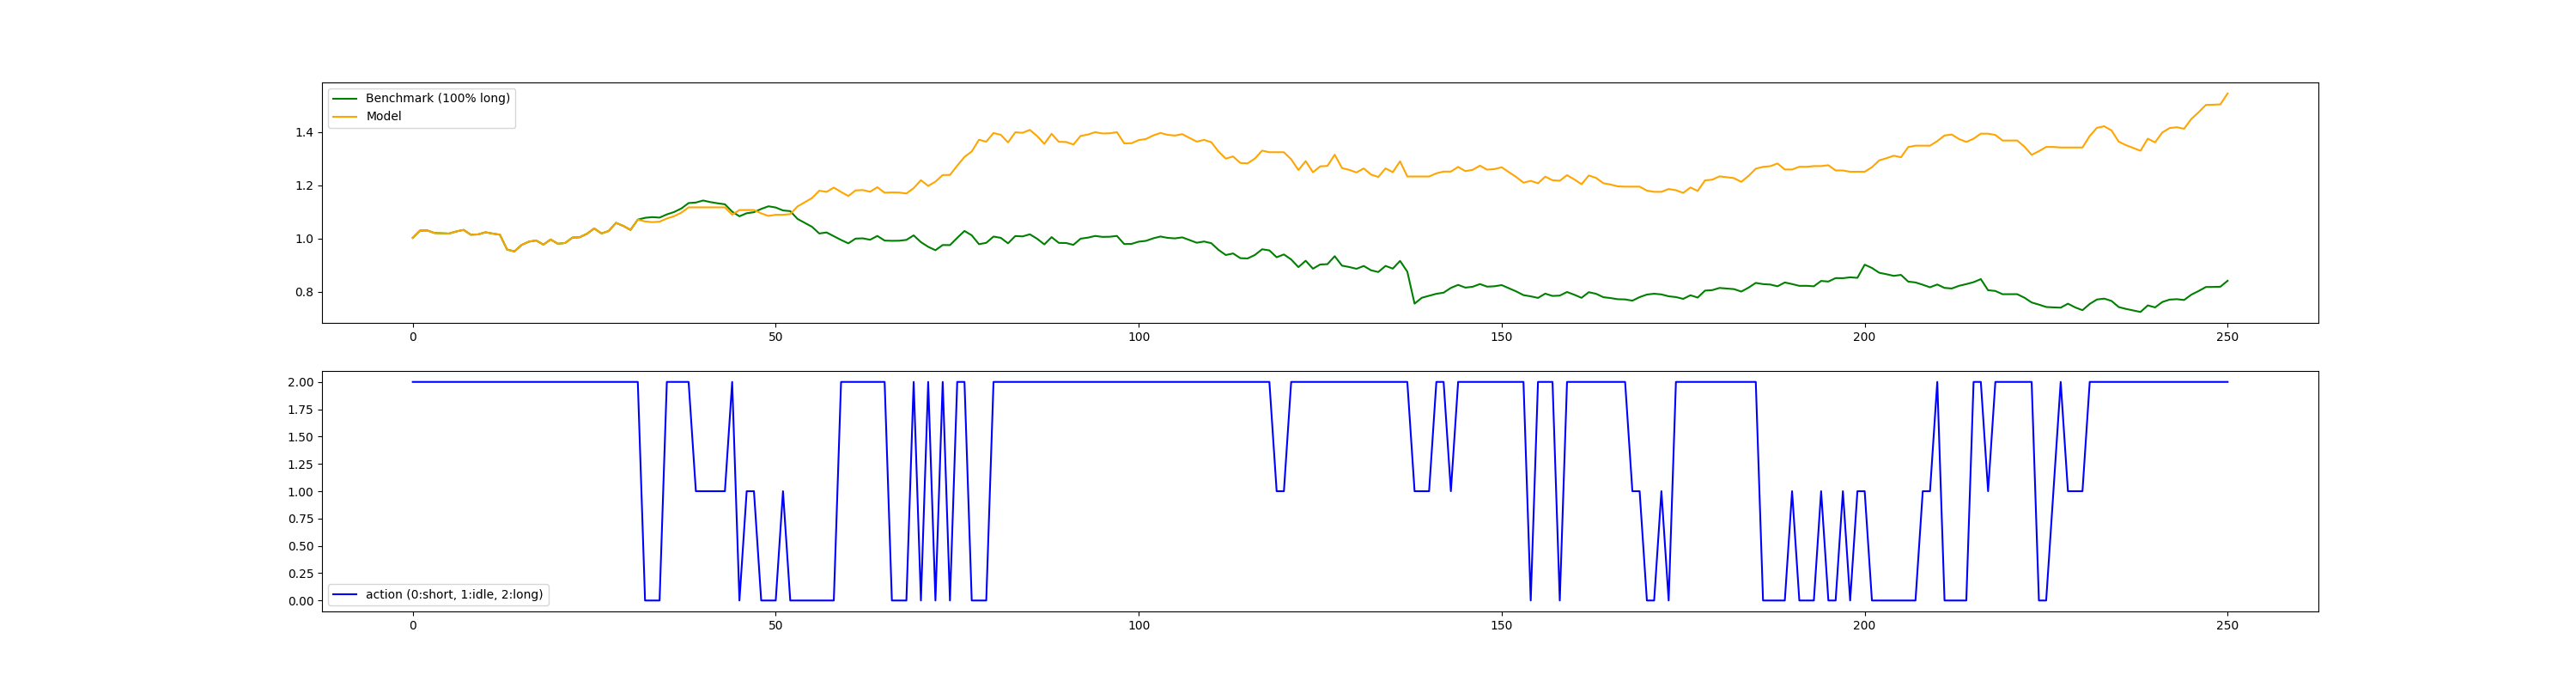 Benchmark (100% long)
Model
1.4
1.2
1.0
0.8
0 50 100 150 200 250
2.00
1.75
1.50
1.25
1.00
0.75
0.50
0.25
0.00
action (0:short, 1:idle, 2:long)
0 50 100 150 200 250